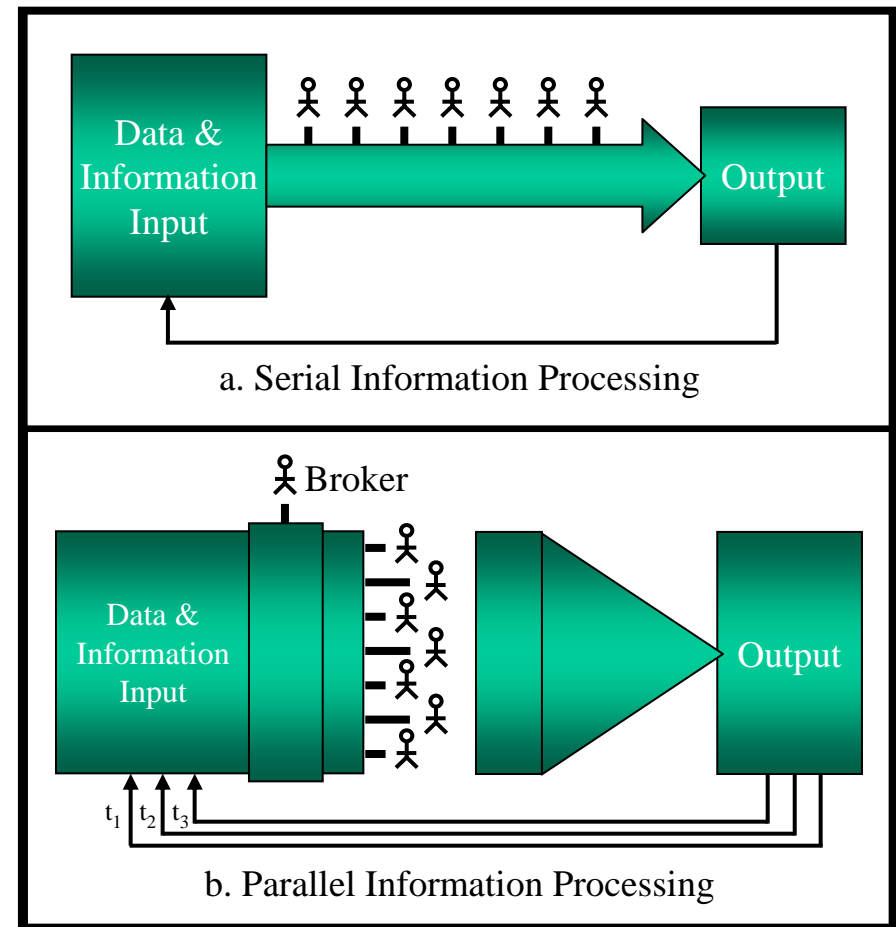 Data &
Information
Input
Output
a. Serial Information Processing
Broker
Data &
Information
Input
Output
t₁ t₂ t₃
b. Parallel Information Processing